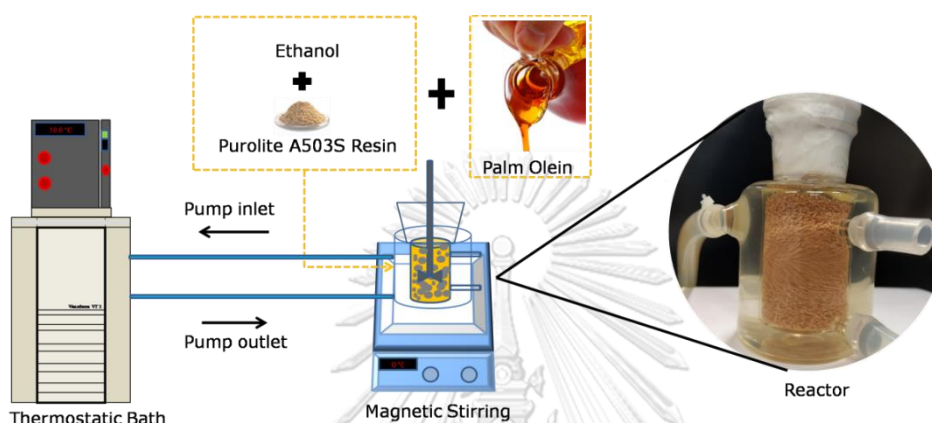 Ethanol
Purolite A503S Resin
Palm Olein
Pump inlet
Pump outlet
Thermostatic Bath
Magnetic Stirring
Reactor